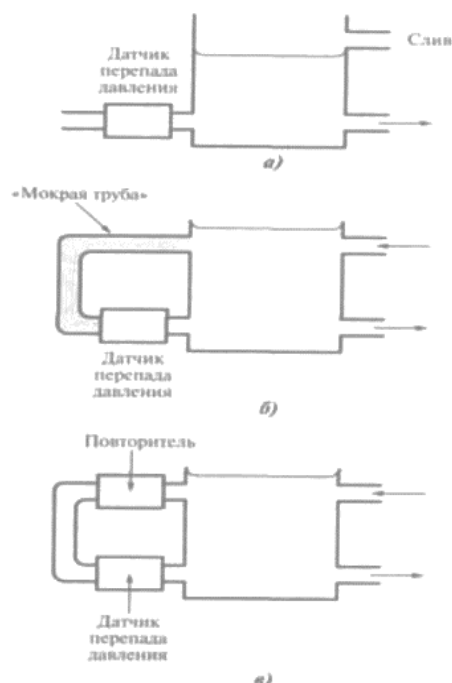 Датчик
перепада
давления
Слив
а)
«Мокрая труба»
Датчик
перепада
давления
б)
Повторитель
Датчик
перепада
давления
в)